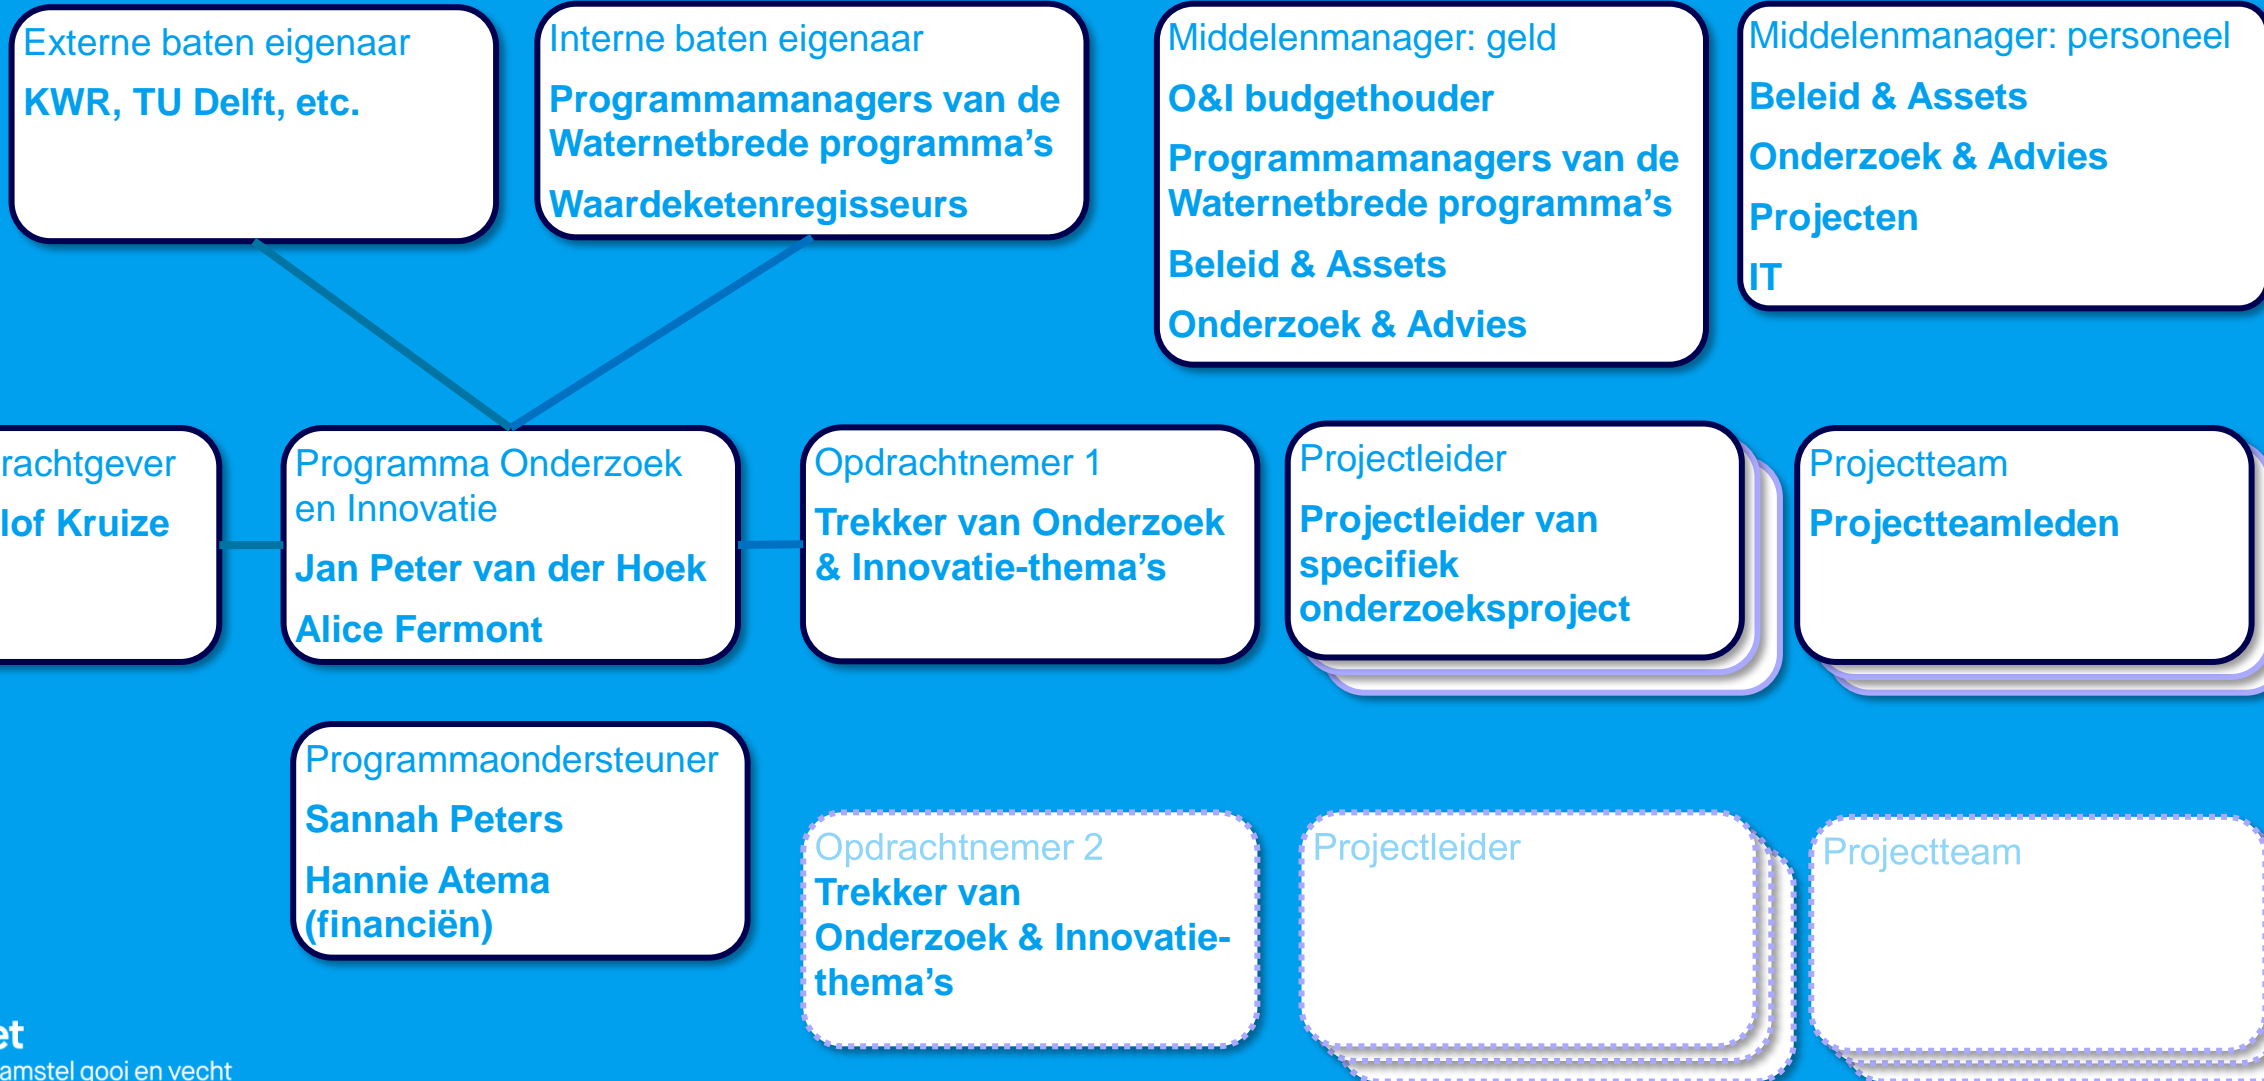 Externe baten eigenaar
KWR, TU Delft, etc.
Interne baten eigenaar
Programmamanagers van de
Waternetbrede programma’s
Waardeketenregisseurs
Middelenmanager: geld
O&I budgethouder
Programmamanagers van de
Waternetbrede programma’s
Beleid & Assets
Onderzoek & Advies
Middelenmanager: personeel
Beleid & Assets
Onderzoek & Advies
Projecten
IT
rachtgever
lof Kruize
Programma Onderzoek
en Innovatie
Jan Peter van der Hoek
Alice Fermont
Opdrachtnemer 1
Trekker van Onderzoek
& Innovatie-thema’s
Projectleider
Projectleider van
specifiek
onderzoeksproject
Projectteam
Projectteamleden
Programmaondersteuner
Sannah Peters
Hannie Atema
(financiën)
Opdrachtnemer 2
Trekker van
Onderzoek & Innovatie-
thema’s
Projectleider
Projectteam
et
amstel gooi en vecht